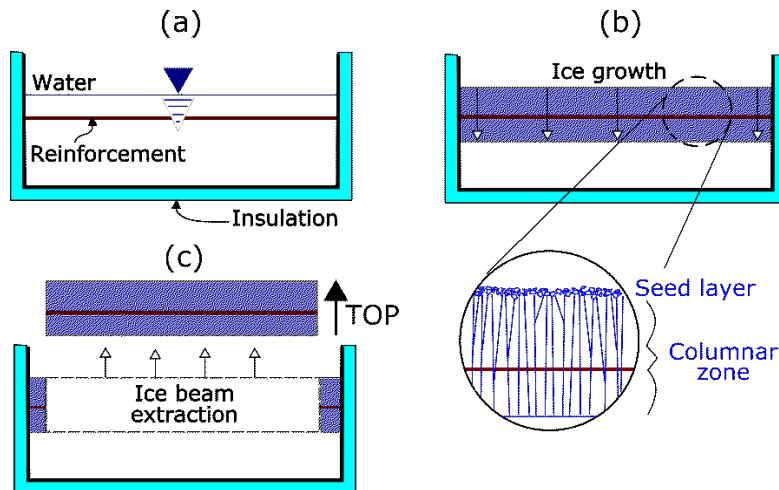 (a)
Water
Reinforcement
Insulation
(b)
Ice growth
Seed layer
Columnar
zone
(c)
TOP
Ice beam
extraction